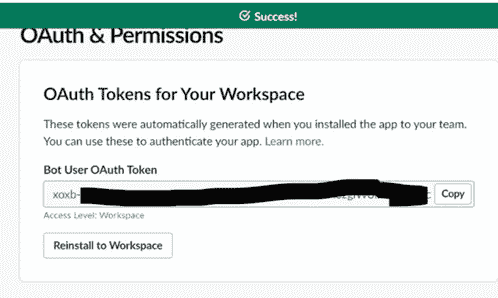 Success!
OAuth & Permissions
OAuth Tokens for Your Workspace
These tokens were automatically generated when you installed the app to your team.
You can use these to authenticate your app. Learn more.
Bot User OAuth Token
xoxb-
Copy
Access Level: Workspace
Reinstall to Workspace